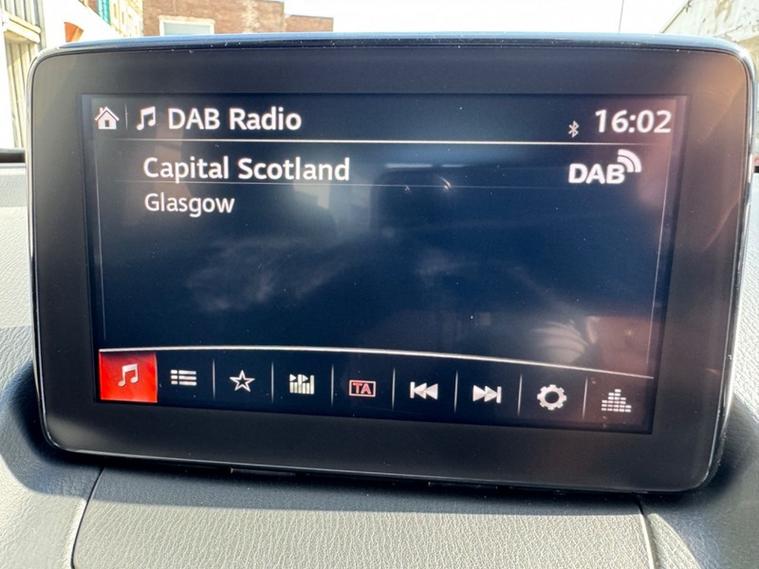 DAB Radio 16:02
Capital Scotland DAB
Glasgow
TA